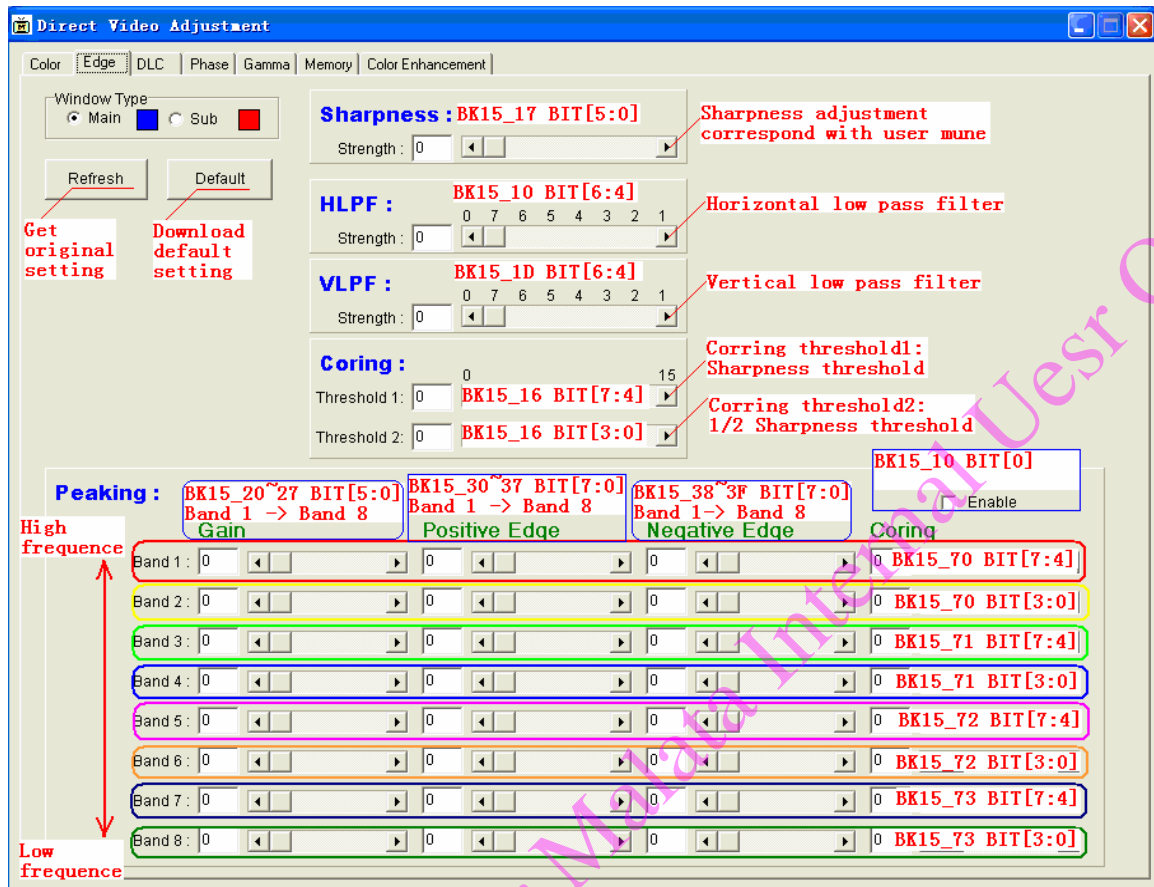 Direct Video Adjustment
Color Edge DLC Phase Gamma Memory Color Enhancement
Window Type
Main Sub
Refresh Default
Get
original
setting
Download
default
setting
Sharpness : BK15_17 BIT[5:0]
Strength : 0
Sharpness adjustment
correspond with user mune
HLPF :
BK15_10 BIT[6:4]
0 7 6 5 4 3 2 1
Strength : 0
Horizontal low pass filter
VLPF :
BK15_1D BIT[6:4]
0 7 6 5 4 3 2 1
Strength : 0
Vertical low pass filter
Coring :
0 15
Threshold 1: 0 BK15_16 BIT[7:4]
Threshold 2: 0 BK15_16 BIT[3:0]
Corring threshold1:
Sharpness threshold
Corring threshold2:
1/2 Sharpness threshold
BK15_10 BIT[0]
Enable
Peaking :
BK15_20~27 BIT[5:0]
Band 1 -> Band 8
Gain
BK15_30~37 BIT[7:0]
Band 1 -> Band 8
Positive Edge
BK15_38~3F BIT[7:0]
Band 1-> Band 8
Negative Edge
Coring
High
frequence
Band 1 : 0 0 0 0 BK15_70 BIT[7:4]
Band 2 : 0 0 0 0 BK15_70 BIT[3:0]
Band 3 : 0 0 0 0 BK15_71 BIT[7:4]
Band 4 : 0 0 0 0 BK15_71 BIT[3:0]
Band 5 : 0 0 0 0 BK15_72 BIT[7:4]
Band 6 : 0 0 0 0 BK15_72 BIT[3:0]
Band 7 : 0 0 0 0 BK15_73 BIT[7:4]
Band 8 : 0 0 0 0 BK15_73 BIT[3:0]
Low
frequence
Malata Internal Uesr